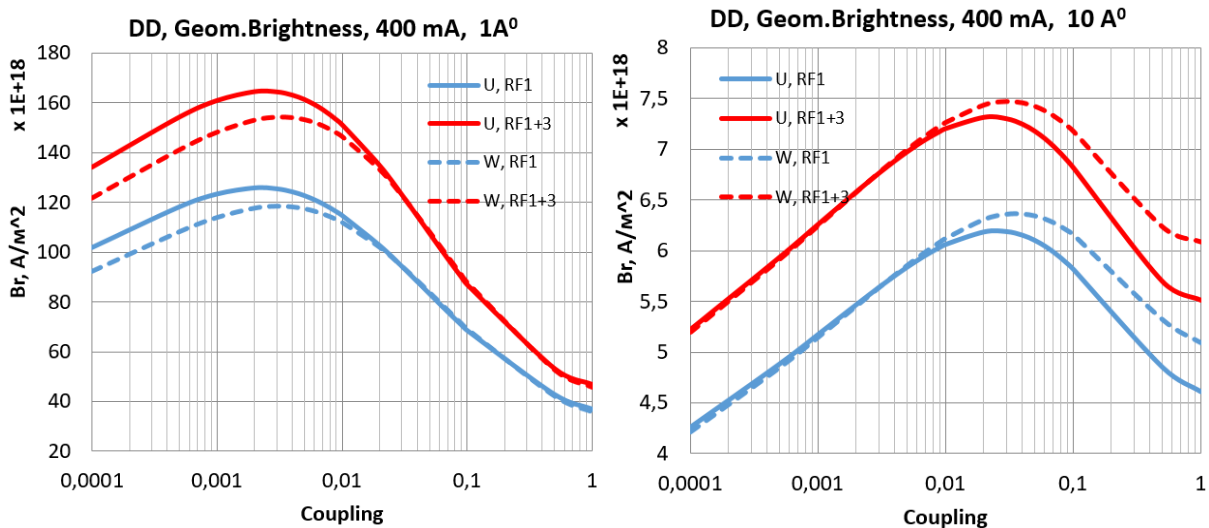 DD, Geom.Brightness, 400 mA, 1A⁰
x 1E+18
Br, A/м^2
180
160
140
120
100
80
60
40
20
U, RF1
U, RF1+3
W, RF1
W, RF1+3
0,0001
0,001
0,01
0,1
1
Coupling
DD, Geom.Brightness, 400 mA, 10 A⁰
x 1E+18
Br, A/м^2
8
7,5
7
6,5
6
5,5
5
4,5
4
U, RF1
U, RF1+3
W, RF1
W, RF1+3
0,0001
0,001
0,01
0,1
1
Coupling